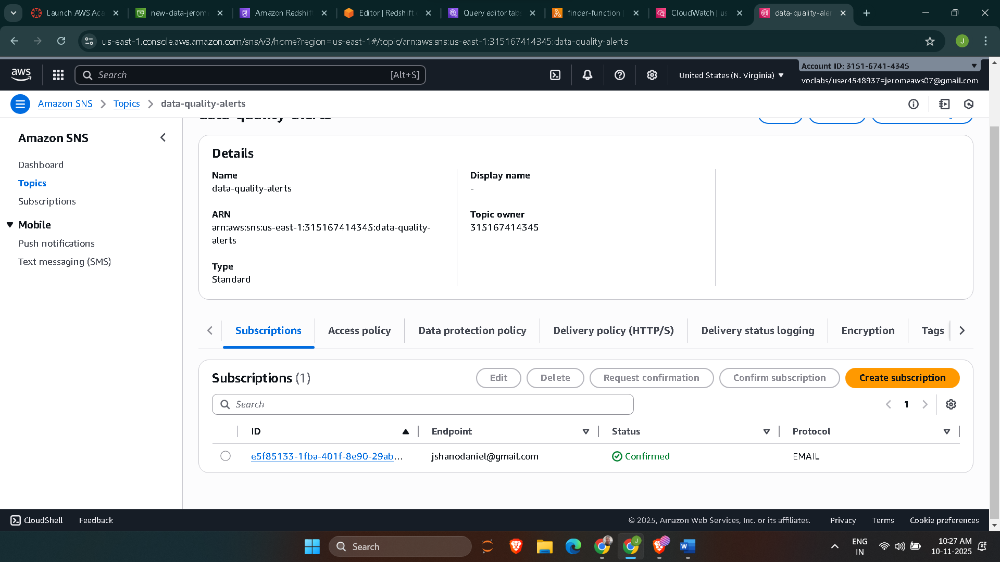 Launch AWS Aca
new-data-jerome
Amazon Redshift
Editor | Redshift
Query editor tab
finder-function |
CloudWatch | us
data-quality-aler
us-east-1.console.aws.amazon.com/sns/v3/home?region=us-east-1#/topic/arn:aws:sns:us-east-1:315167414345:data-quality-alerts
J
aws
Search
[Alt+S]
United States (N. Virginia)
Account ID: 3151-6741-4345
voclabs/user4548937=jeromeaws07@gmail.com
Amazon SNS
Topics
data-quality-alerts
Amazon SNS
Dashboard
Topics
Subscriptions
Mobile
Push notifications
Text messaging (SMS)
data-quality-alerts
Details
Name
data-quality-alerts
ARN
arn:aws:sns:us-east-1:315167414345:data-quality-
alerts
Type
Standard
Display name
-
Topic owner
315167414345
Subscriptions
Access policy
Data protection policy
Delivery policy (HTTP/S)
Delivery status logging
Encryption
Tags
Subscriptions (1)
Edit
Delete
Request confirmation
Confirm subscription
Create subscription
Search
1
ID
Endpoint
Status
Protocol
e5f85133-1fba-401f-8e90-29ab...
jshanodaniel@gmail.com
Confirmed
EMAIL
CloudShell
Feedback
© 2025, Amazon Web Services, Inc. or its affiliates.
Privacy
Terms
Cookie preferences
Search
ENG
IN
10:27 AM
10-11-2025